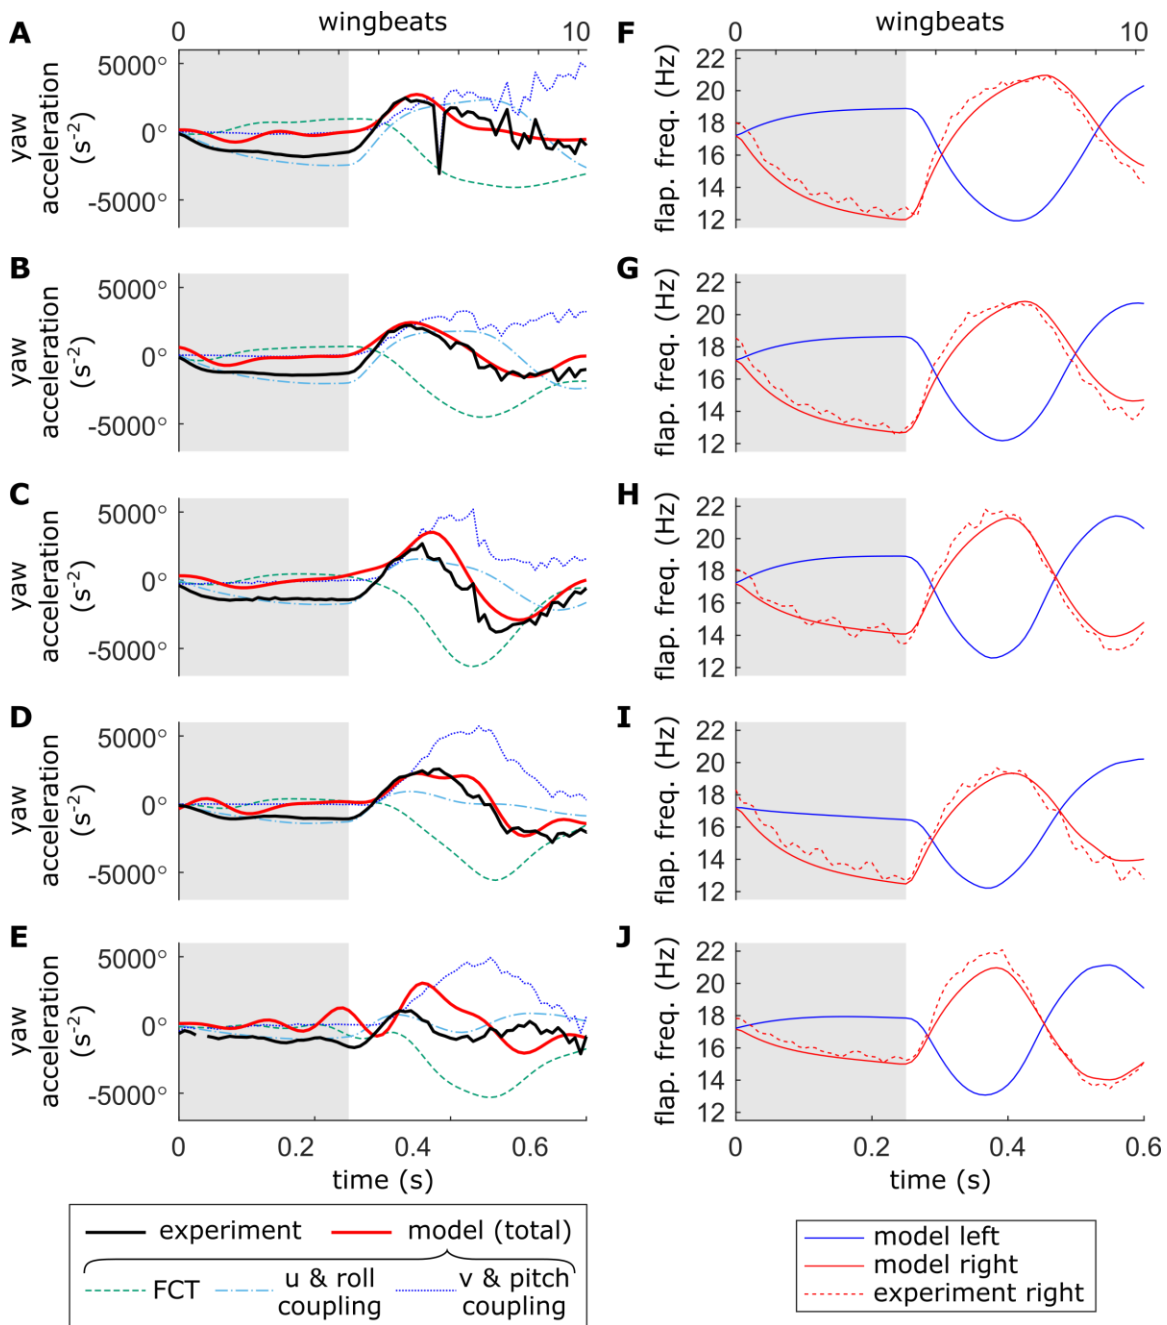 wingbeats
0 10
A
5000°
0°
-5000°
yaw
acceleration
(s⁻²)
B
5000°
0°
-5000°
yaw
acceleration
(s⁻²)
C
5000°
0°
-5000°
yaw
acceleration
(s⁻²)
D
5000°
0°
-5000°
yaw
acceleration
(s⁻²)
E
5000°
0°
-5000°
yaw
acceleration
(s⁻²)
0 0.2 0.4 0.6
time (s)
experiment model (total)
FCT u & roll coupling v & pitch coupling
wingbeats
0 10
F
22
20
18
16
14
12
flap. freq. (Hz)
G
22
20
18
16
14
12
flap. freq. (Hz)
H
22
20
18
16
14
12
flap. freq. (Hz)
I
22
20
18
16
14
12
flap. freq. (Hz)
J
22
20
18
16
14
12
flap. freq. (Hz)
0 0.2 0.4 0.6
time (s)
model left
model right
experiment right